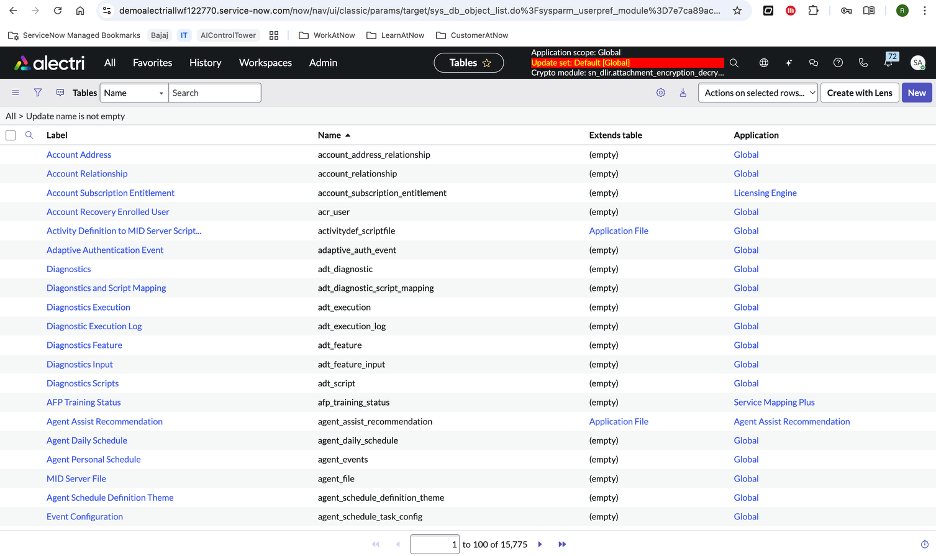 demoalectriallwf122770.service-now.com/now/nav/ui/classic/params/target/sys_db_object_list.do%3Fsysparm_userpref_module%3D7e7ca89ac...
R
ServiceNow Managed Bookmarks Bajaj IT AIControlTower WorkAtNow LearnAtNow CustomerAtNow
alectri All Favorites History Workspaces Admin Tables
Application scope: Global
Update set: Default [Global]
Crypto module: sn_dlir.attachment_encryption_decry...
72
SA
Tables Name Search Actions on selected rows... Create with Lens New
All > Update name is not empty
Label Name Extends table Application
Account Address account_address_relationship (empty) Global
Account Relationship account_relationship (empty) Global
Account Subscription Entitlement account_subscription_entitlement (empty) Licensing Engine
Account Recovery Enrolled User acr_user (empty) Global
Activity Definition to MID Server Script... activitydef_scriptfile Application File Global
Adaptive Authentication Event adaptive_auth_event (empty) Global
Diagnostics adt_diagnostic (empty) Global
Diagonstics and Script Mapping adt_diagnostic_script_mapping (empty) Global
Diagnostics Execution adt_execution (empty) Global
Diagnostic Execution Log adt_execution_log (empty) Global
Diagnostics Feature adt_feature (empty) Global
Diagnostics Input adt_feature_input (empty) Global
Diagnostics Scripts adt_script (empty) Global
AFP Training Status afp_training_status (empty) Service Mapping Plus
Agent Assist Recommendation agent_assist_recommendation Application File Agent Assist Recommendation
Agent Daily Schedule agent_daily_schedule (empty) Global
Agent Personal Schedule agent_events (empty) Global
MID Server File agent_file (empty) Global
Agent Schedule Definition Theme agent_schedule_definition_theme (empty) Global
Event Configuration agent_schedule_task_config (empty) Global
1 to 100 of 15,775